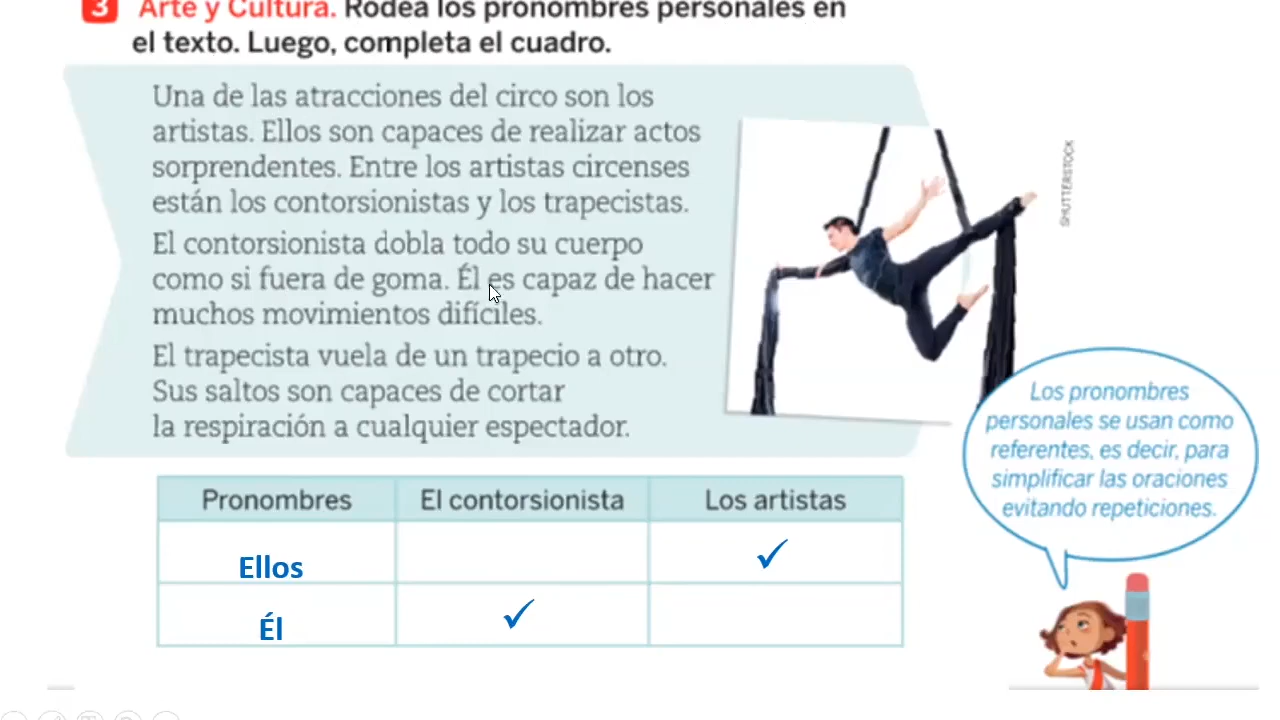 3 Arte y Cultura. Rodea los pronombres personales en
el texto. Luego, completa el cuadro.
Una de las atracciones del circo son los
artistas. Ellos son capaces de realizar actos
sorprendentes. Entre los artistas circenses
están los contorsionistas y los trapecistas.
El contorsionista dobla todo su cuerpo
como si fuera de goma. Él es capaz de hacer
muchos movimientos difíciles.
El trapecista vuela de un trapecio a otro.
Sus saltos son capaces de cortar
la respiración a cualquier espectador.
SHUTTERSTOCK
Los pronombres
personales se usan como
referentes, es decir, para
simplificar las oraciones
evitando repeticiones.
Pronombres El contorsionista Los artistas
Ellos ✓
Él ✓